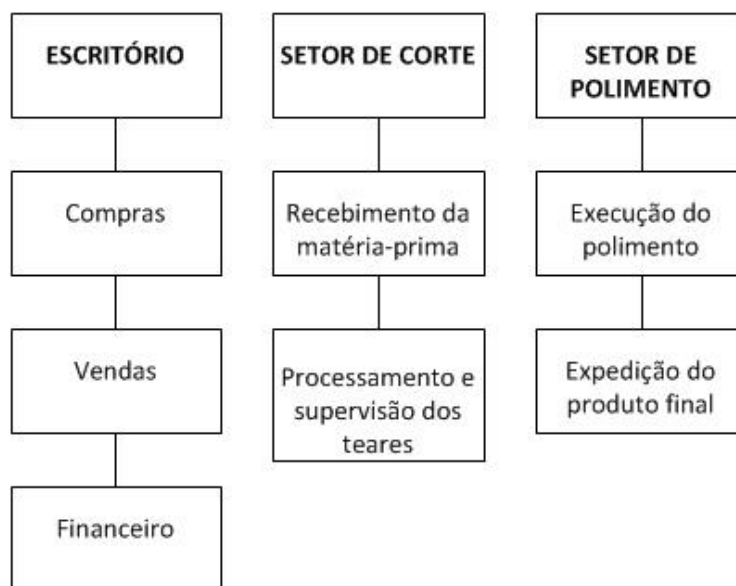 ESCRITÓRIO
Compras
Vendas
Financeiro
SETOR DE CORTE
Recebimento da
matéria-prima
Processamento e
supervisão dos
teares
SETOR DE
POLIMENTO
Execução do
polimento
Expedição do
produto final